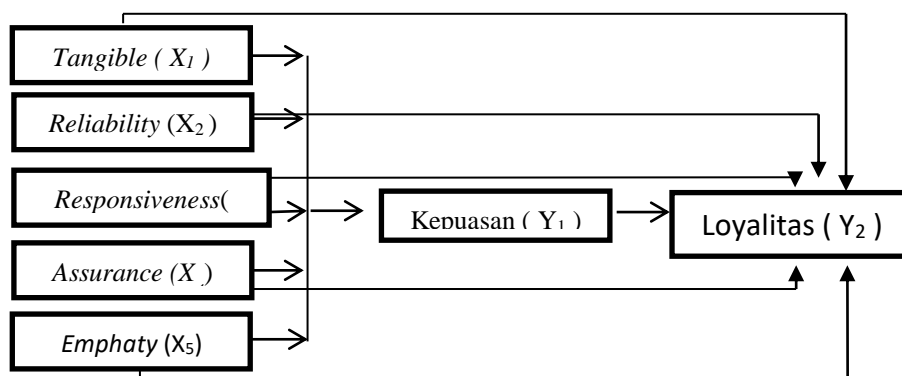 Tangible ( X1 )
Reliability (X2 )
Responsiveness(
Kepuasan ( Y1 )
Loyalitas ( Y2 )
Assurance (X )
Emphaty (X5)